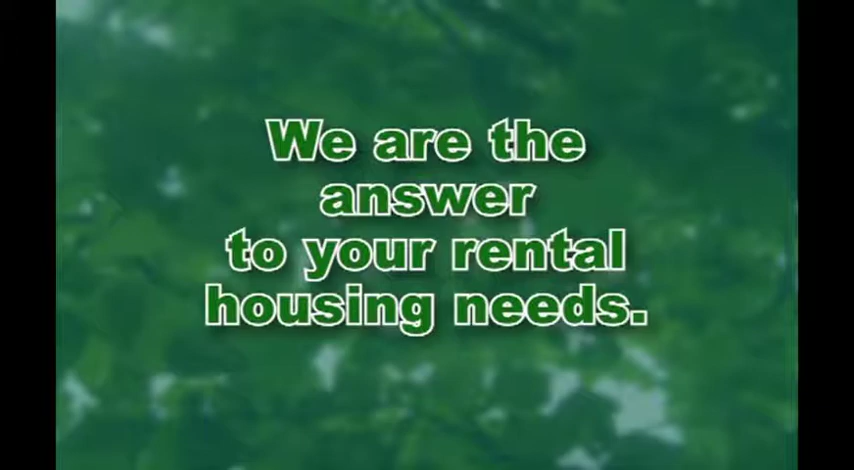 We are the
answer
to your rental
housing needs.